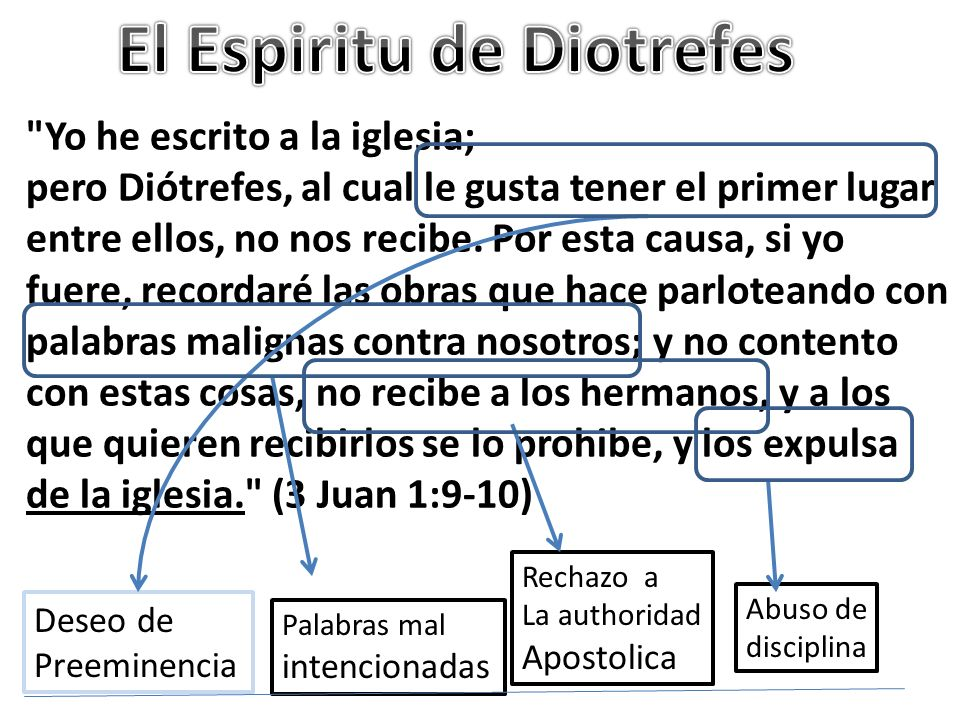 El Espiritu de Diotrefes
"Yo he escrito a la iglesia;
pero Diótrefes, al cual le gusta tener el primer lugar
entre ellos, no nos recibe. Por esta causa, si yo
fuere, recordaré las obras que hace parloteando con
palabras malignas contra nosotros; y no contento
con estas cosas, no recibe a los hermanos, y a los
que quieren recibirlos se lo prohibe, y los expulsa
de la iglesia." (3 Juan 1:9-10)
Deseo de
Preeminencia
Palabras mal
intencionadas
Rechazo a
La authoridad
Apostolica
Abuso de
disciplina